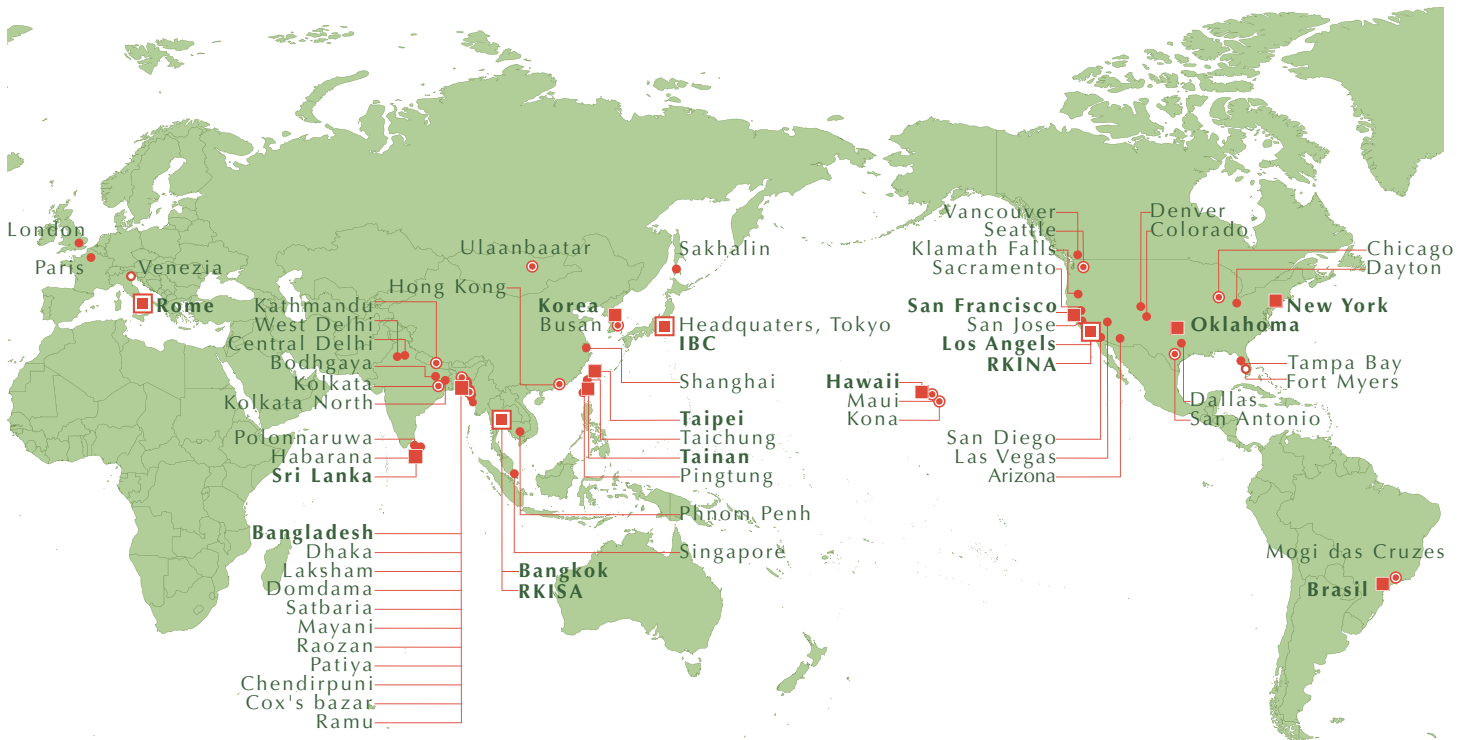 London
Paris
Venezia
Rome
Kathmandu
West Delhi
Central Delhi
Bodhgaya
Kolkata
Kolkata North
Polonnaruwa
Habarana
Sri Lanka
Bangladesh
Dhaka
Laksham
Domdama
Satbaria
Mayani
Raozan
Patiya
Chendirpuni
Cox's bazar
Ramu
Ulaanbaatar
Hong Kong
Korea
Busan
Sakhalin
Headquaters, Tokyo
IBC
Shanghai
Taipei
Taichung
Tainan
Pingtung
Phnom Penh
Singapore
Bangkok
RKISA
Vancouver
Seattle
Klamath Falls
Sacramento
San Francisco
San Jose
Los Angels
RKINA
Hawaii
Maui
Kona
San Diego
Las Vegas
Arizona
Denver
Colorado
Chicago
Dayton
New York
Oklahoma
Tampa Bay
Fort Myers
Dallas
San Antonio
Mogi das Cruzes
Brasil